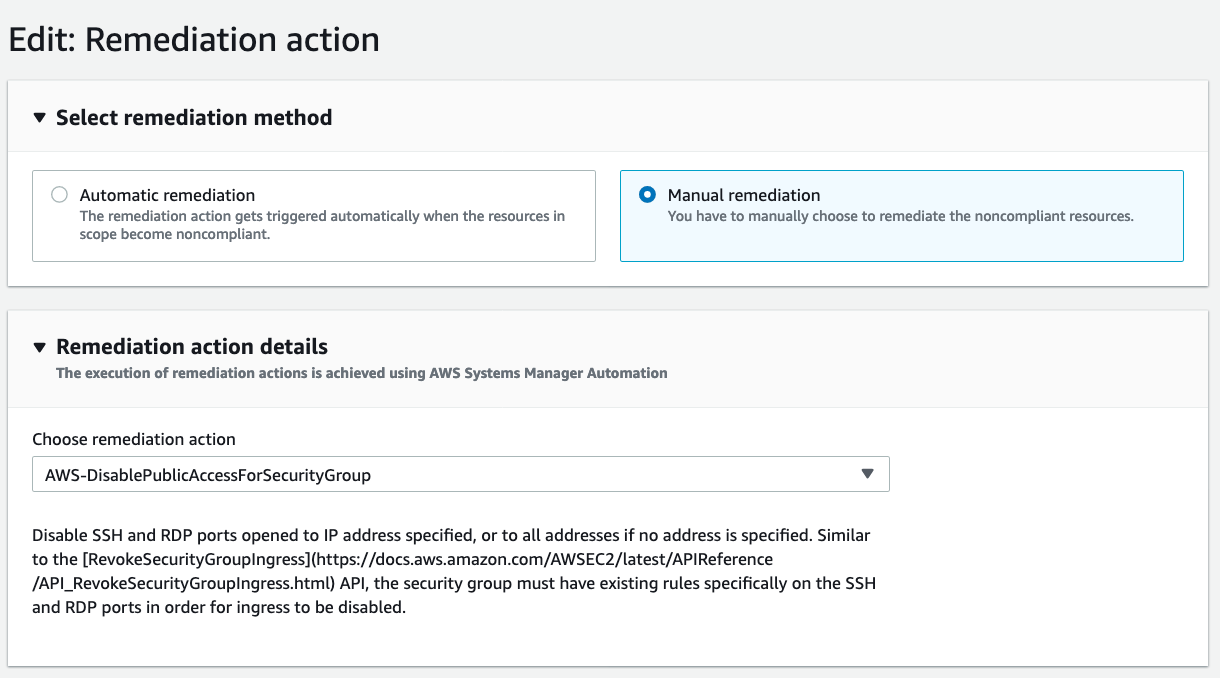 Edit: Remediation action
Select remediation method
Automatic remediation
The remediation action gets triggered automatically when the resources in
scope become noncompliant.
Manual remediation
You have to manually choose to remediate the noncompliant resources.
Remediation action details
The execution of remediation actions is achieved using AWS Systems Manager Automation
Choose remediation action
AWS-DisablePublicAccessForSecurityGroup
Disable SSH and RDP ports opened to IP address specified, or to all addresses if no address is specified. Similar
to the [RevokeSecurityGroupIngress](https://docs.aws.amazon.com/AWSEC2/latest/APIReference
/API_RevokeSecurityGroupIngress.html) API, the security group must have existing rules specifically on the SSH
and RDP ports in order for ingress to be disabled.